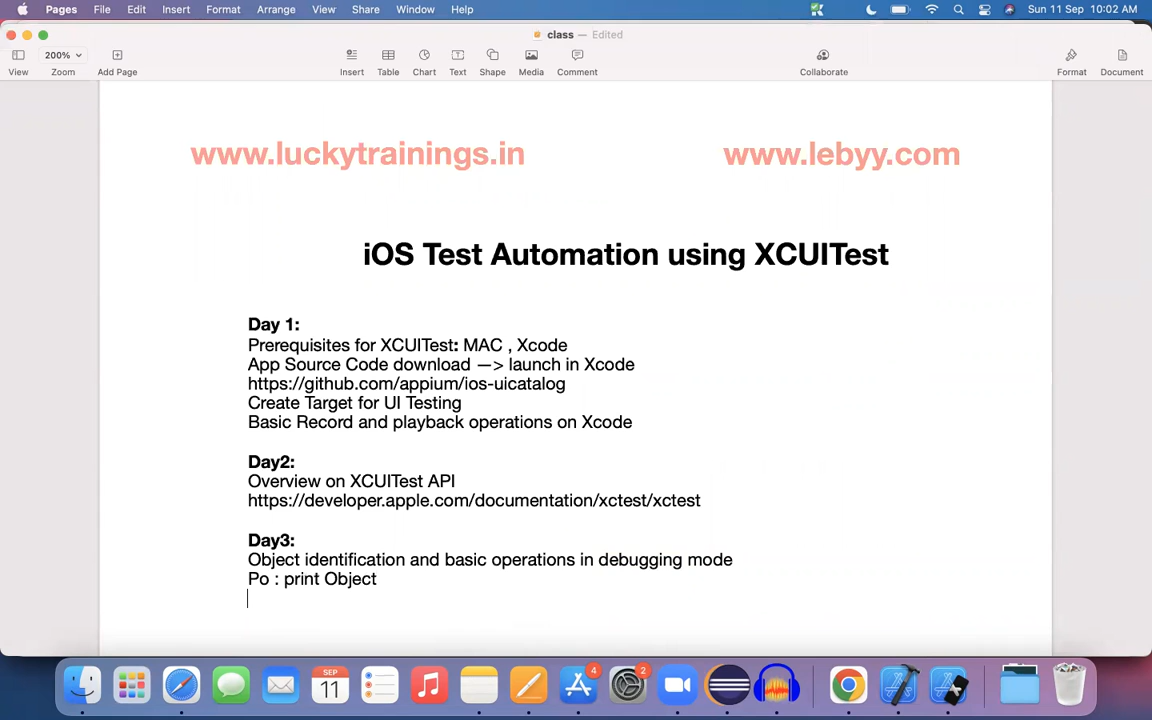 Pages File Edit Insert Format Arrange View Share Window Help Sun 11 Sep 10:02 AM
class — Edited
200%
View Zoom Add Page Insert Table Chart Text Shape Media Comment Collaborate Format Document
www.luckytrainings.in www.lebyy.com
iOS Test Automation using XCUITest
Day 1:
Prerequisites for XCUITest: MAC , Xcode
App Source Code download —> launch in Xcode
https://github.com/appium/ios-uicatalog
Create Target for UI Testing
Basic Record and playback operations on Xcode
Day2:
Overview on XCUITest API
https://developer.apple.com/documentation/xctest/xctest
Day3:
Object identification and basic operations in debugging mode
Po : print Object
SEP
11
4
2